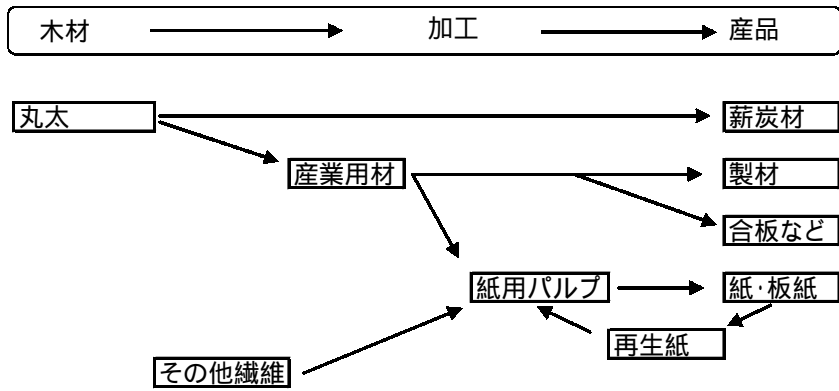 木材 加工 産品
丸太 薪炭材
産業用材 製材
合板など
紙用パルプ 紙・板紙
再生紙
その他繊維